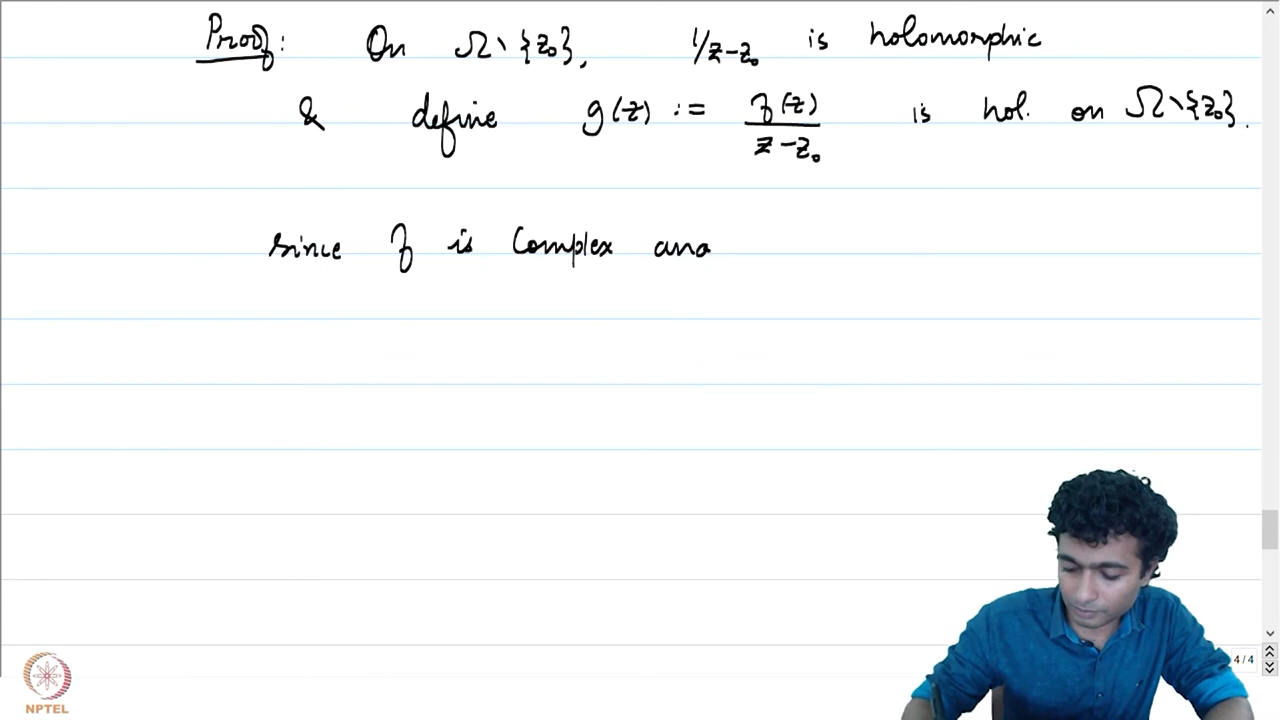 Proof: On Ω \ {z₀}, 1/z-z₀ is holomorphic
& define g(z) := f(z)/z-z₀ is hol. on Ω \ {z₀}.
since f is Complex ana
4 / 4
NPTEL